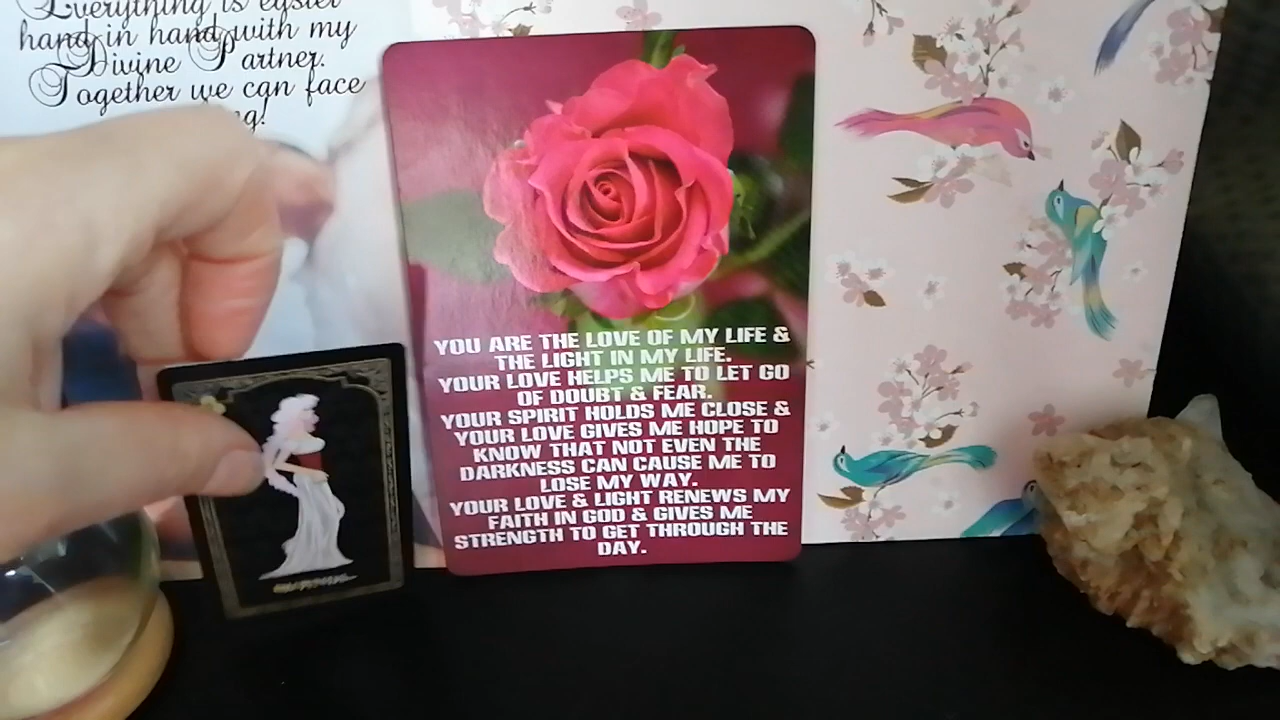 Everything is easier
hand in hand with my
Divine Partner.
Together we can face
YOU ARE THE LOVE OF MY LIFE &
THE LIGHT IN MY LIFE.
YOUR LOVE HELPS ME TO LET GO
OF DOUBT & FEAR.
YOUR SPIRIT HOLDS ME CLOSE &
YOUR LOVE GIVES ME HOPE TO
KNOW THAT NOT EVEN THE
DARKNESS CAN CAUSE ME TO
LOSE MY WAY.
YOUR LOVE & LIGHT RENEWS MY
FAITH IN GOD & GIVES ME
STRENGTH TO GET THROUGH THE
DAY.